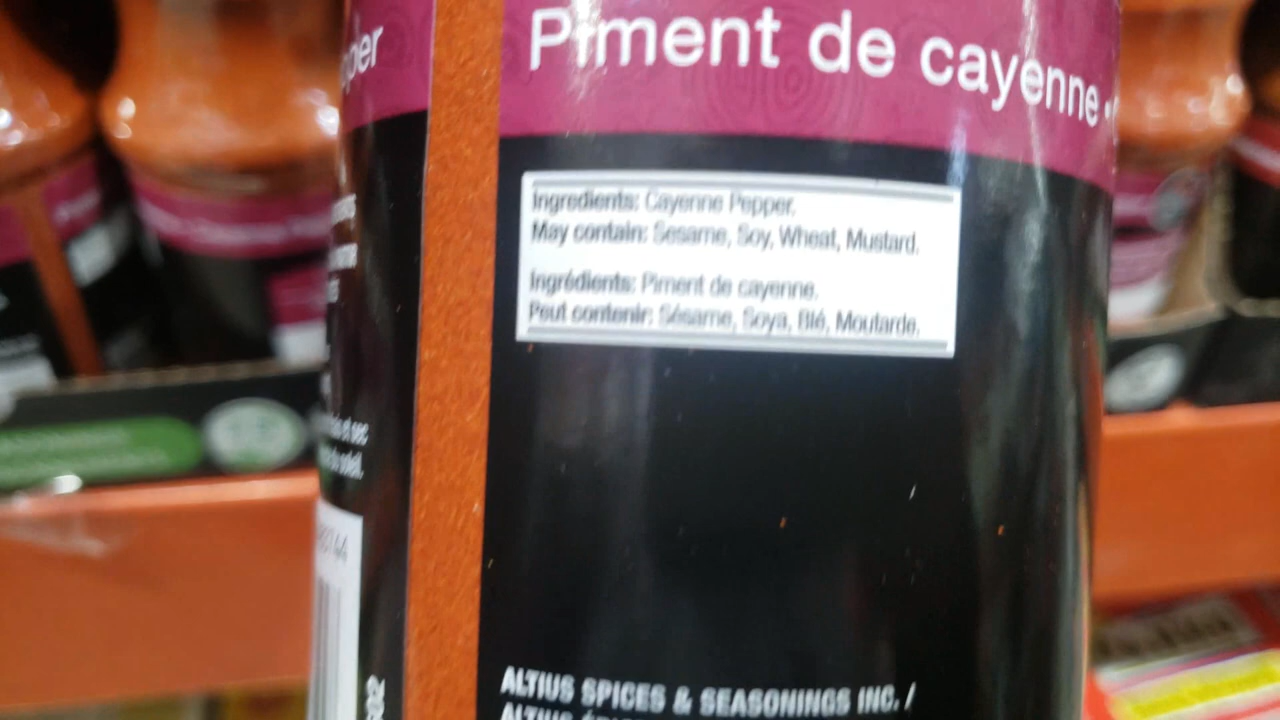 Piment de cayenne
Ingredients: Cayenne Pepper.
May contain: Sesame, Soy, Wheat, Mustard.
Ingrédients: Piment de cayenne.
Peut contenir: Sésame, Soya, Blé, Moutarde.
ALTIUS SPICES & SEASONINGS INC. /